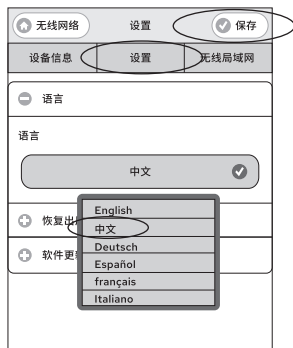 无线网络 设置 保存
设备信息 设置 无线局域网
语言
语言
中文
恢复出
软件更
English
中文
Deutsch
Español
français
Italiano